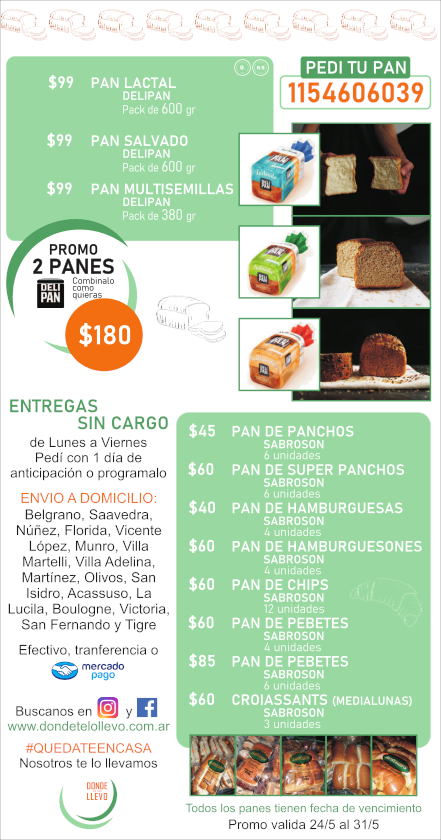 PEDI TU PAN
1154606039
$99 PAN LACTAL
DELIPAN
Pack de 600 gr
$99 PAN SALVADO
DELIPAN
Pack de 600 gr
$99 PAN MULTISEMILLAS
DELIPAN
Pack de 380 gr
PROMO
2 PANES
DELI
PAN
Combinalo
como
quieras
$180
ENTREGAS
SIN CARGO
de Lunes a Viernes
Pedí con 1 día de
anticipación o programalo
ENVIO A DOMICILIO:
Belgrano, Saavedra,
Núñez, Florida, Vicente
López, Munro, Villa
Martelli, Villa Adelina,
Martínez, Olivos, San
Isidro, Acassuso, La
Lucila, Boulogne, Victoria,
San Fernando y Tigre
Efectivo, tranferencia o
mercado
pago
Buscanos en y
www.dondetelollevo.com.ar
#QUEDATEENCASA
Nosotros te lo llevamos
DONDE
LLEVO
$45 PAN DE PANCHOS
SABROSON
6 unidades
$60 PAN DE SUPER PANCHOS
SABROSON
6 unidades
$40 PAN DE HAMBURGUESAS
SABROSON
4 unidades
$60 PAN DE HAMBURGUESONES
SABROSON
4 unidades
$60 PAN DE CHIPS
SABROSON
12 unidades
$60 PAN DE PEBETES
SABROSON
4 unidades
$85 PAN DE PEBETES
SABROSON
6 unidades
$60 CROIASSANTS (MEDIALUNAS)
SABROSON
3 unidades
Todos los panes tienen fecha de vencimiento
Promo valida 24/5 al 31/5